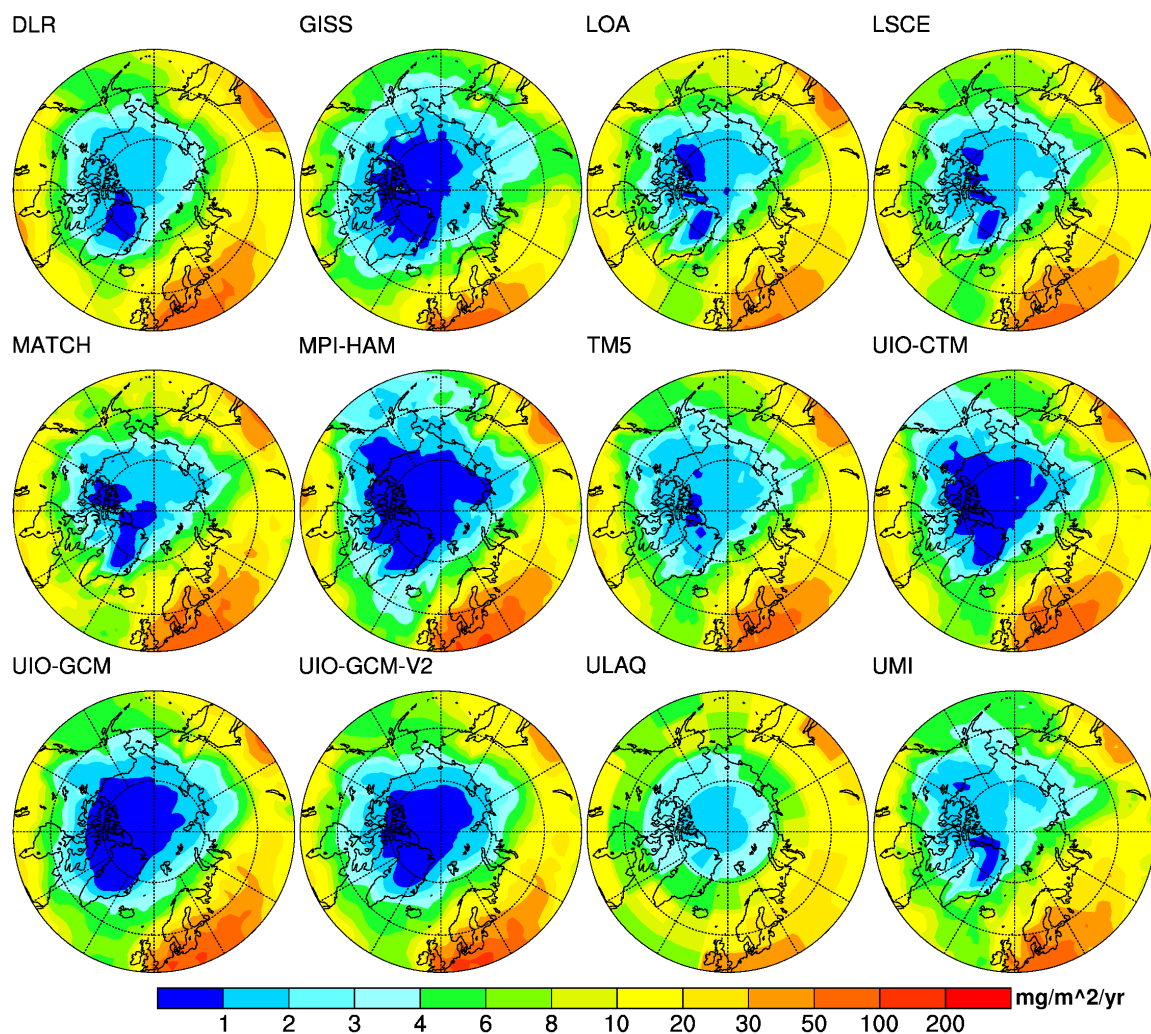 DLR GISS LOA LSCE
MATCH MPI-HAM TM5 UIO-CTM
UIO-GCM UIO-GCM-V2 ULAQ UMI
mg/m^2/yr
1 2 3 4 6 8 10 20 30 50 100 200